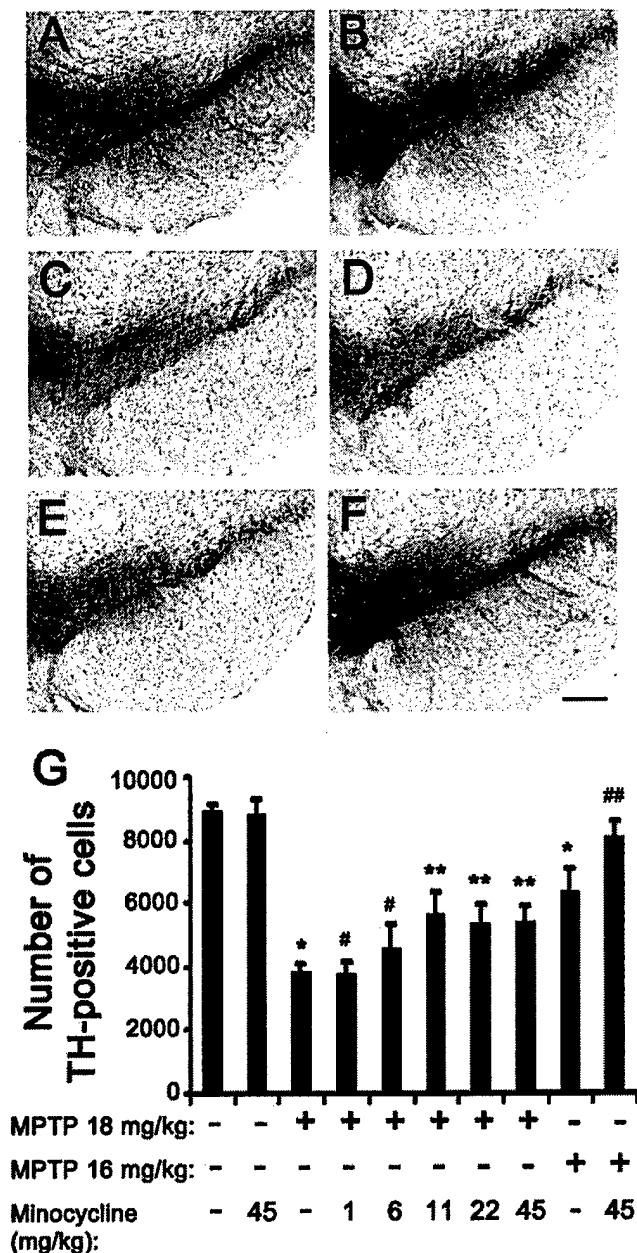 A B
C D
E F
G
10000
8000
6000
4000
2000
0
Number of
TH-positive cells
* # # ** ** ** * ##
MPTP 18 mg/kg: - - + + + + + + - -
MPTP 16 mg/kg: - - - - - - - - + +
Minocycline - 45 - 1 6 11 22 45 - 45
(mg/kg):